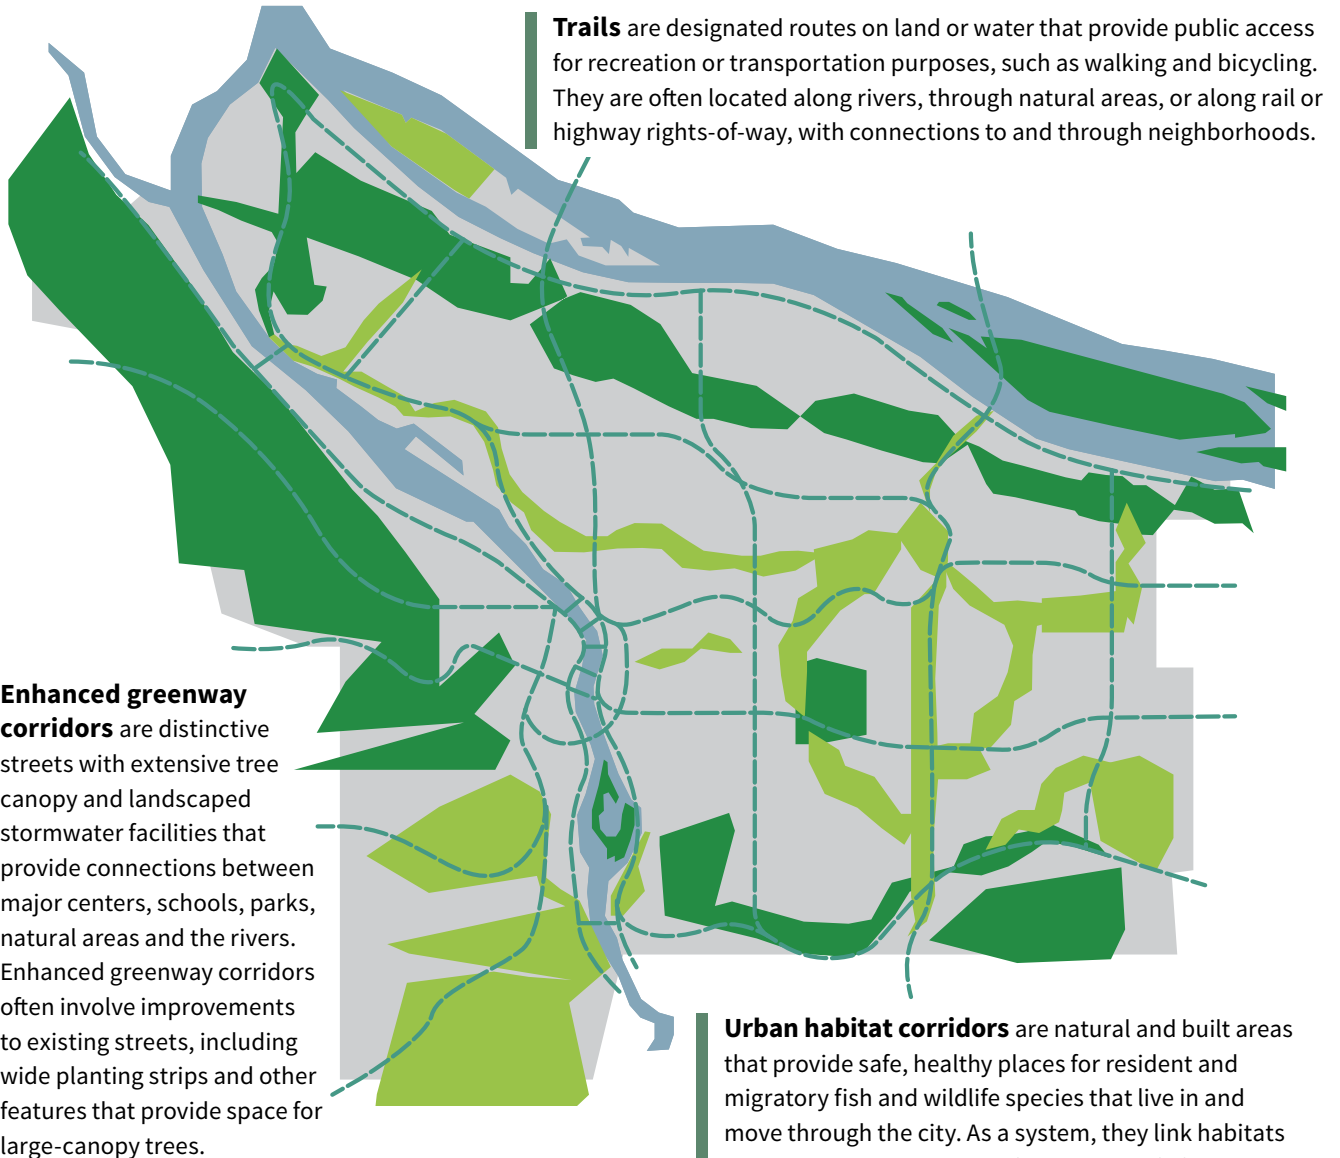 Trails are designated routes on land or water that provide public access
for recreation or transportation purposes, such as walking and bicycling.
They are often located along rivers, through natural areas, or along rail or
highway rights-of-way, with connections to and through neighborhoods.
Enhanced greenway
corridors are distinctive
streets with extensive tree
canopy and landscaped
stormwater facilities that
provide connections between
major centers, schools, parks,
natural areas and the rivers.
Enhanced greenway corridors
often involve improvements
to existing streets, including
wide planting strips and other
features that provide space for
large-canopy trees.
Urban habitat corridors are natural and built areas
that provide safe, healthy places for resident and
migratory fish and wildlife species that live in and
move through the city. As a system, they link habitats